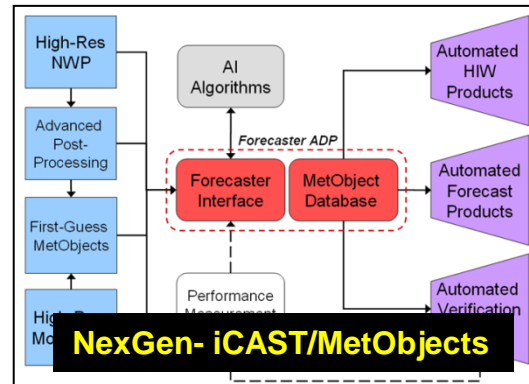 High-Res
NWP
Advanced
Post-
Processing
First-Guess
MetObjects
AI
Algorithms
Forecaster ADP
Forecaster
Interface
MetObject
Database
Performance
Automated
HIW
Products
Automated
Forecast
Products
Automated
Verification
NexGen- iCAST/MetObjects